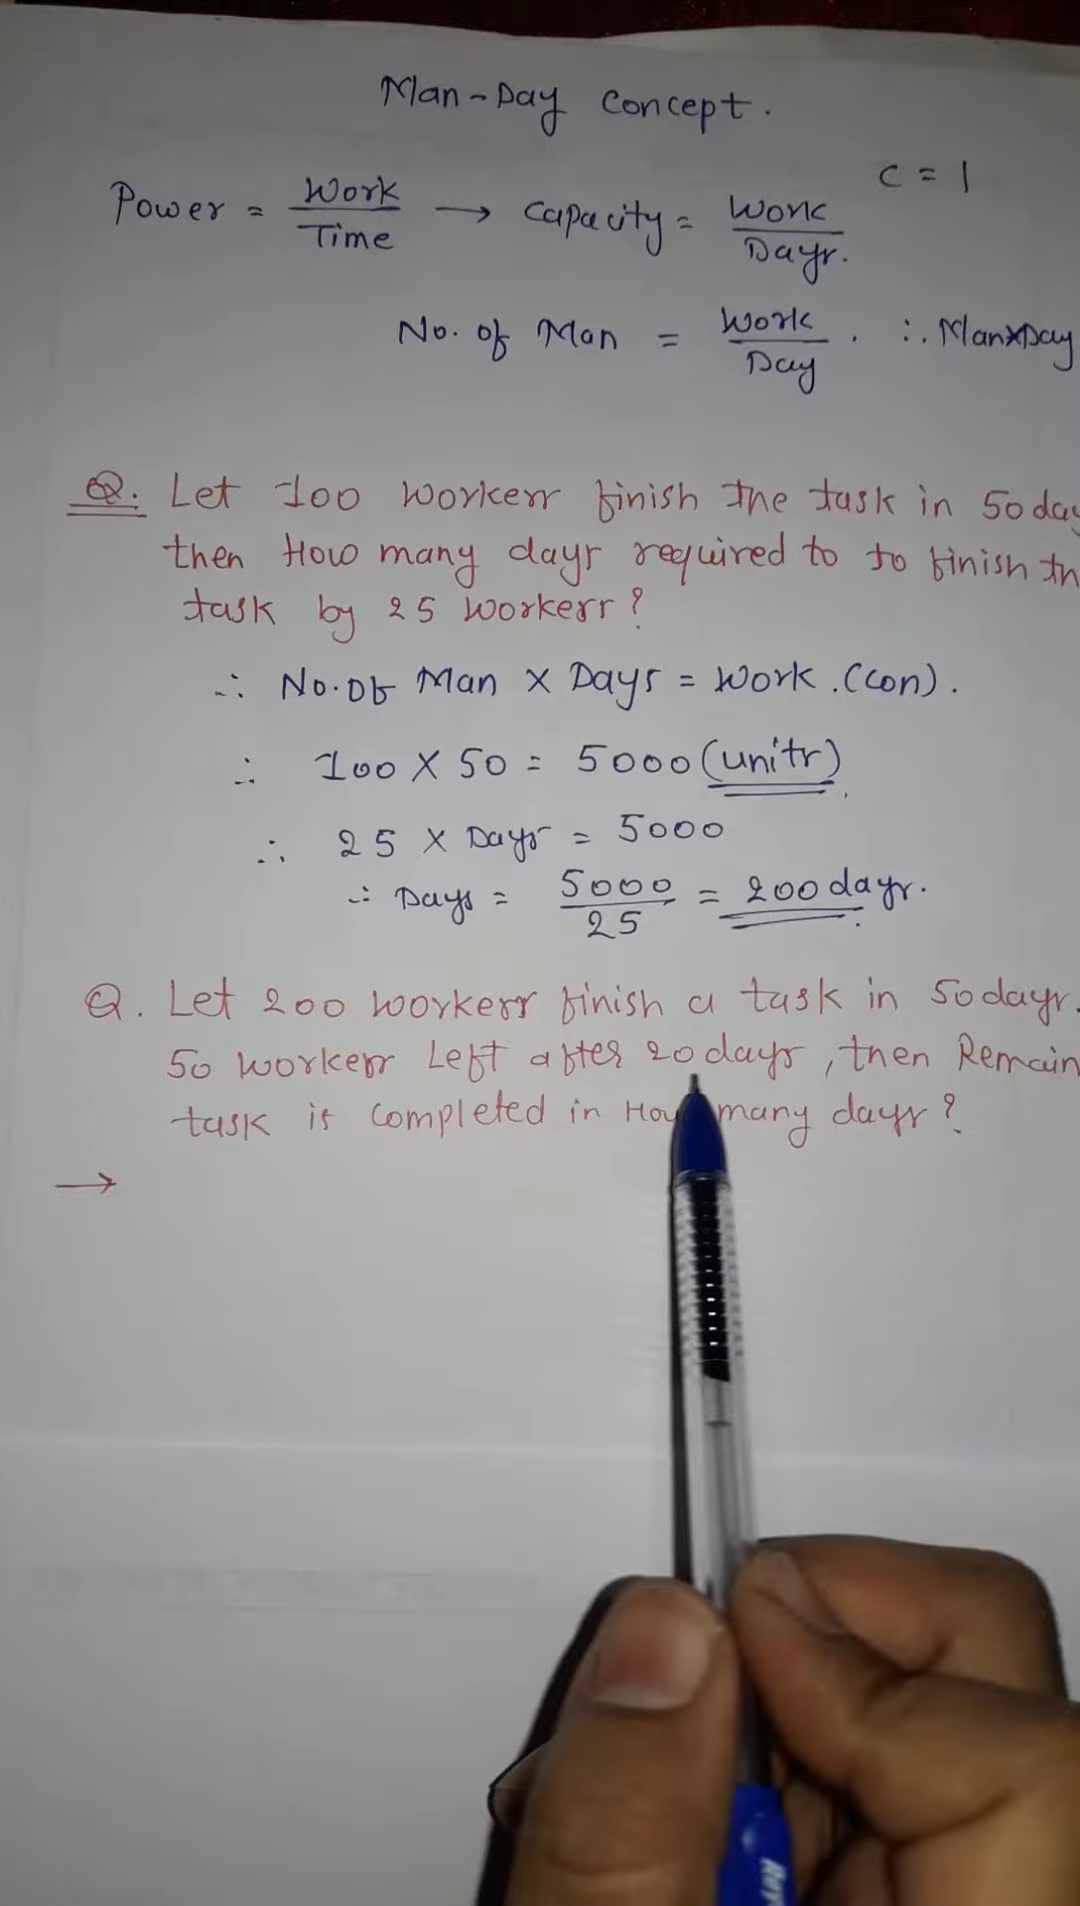 Man-Day Concept.
C = 1
Power = Work / Time → Capacity = Work / Days.
No. of Man = Work / Day . ∴ Man×Day
Q. Let 100 workers finish the task in 50 day
then How many days required to to finish th
task by 25 workers?
∴ No. of Man × Days = Work. (con).
∴ 100 × 50 = 5000 (units)
∴ 25 × Days = 5000
∴ Days = 5000 / 25 = 200 days.
Q. Let 200 workers finish a task in 50 days.
50 workers Left after 20 days, then Remain
task is completed in How many days?
→